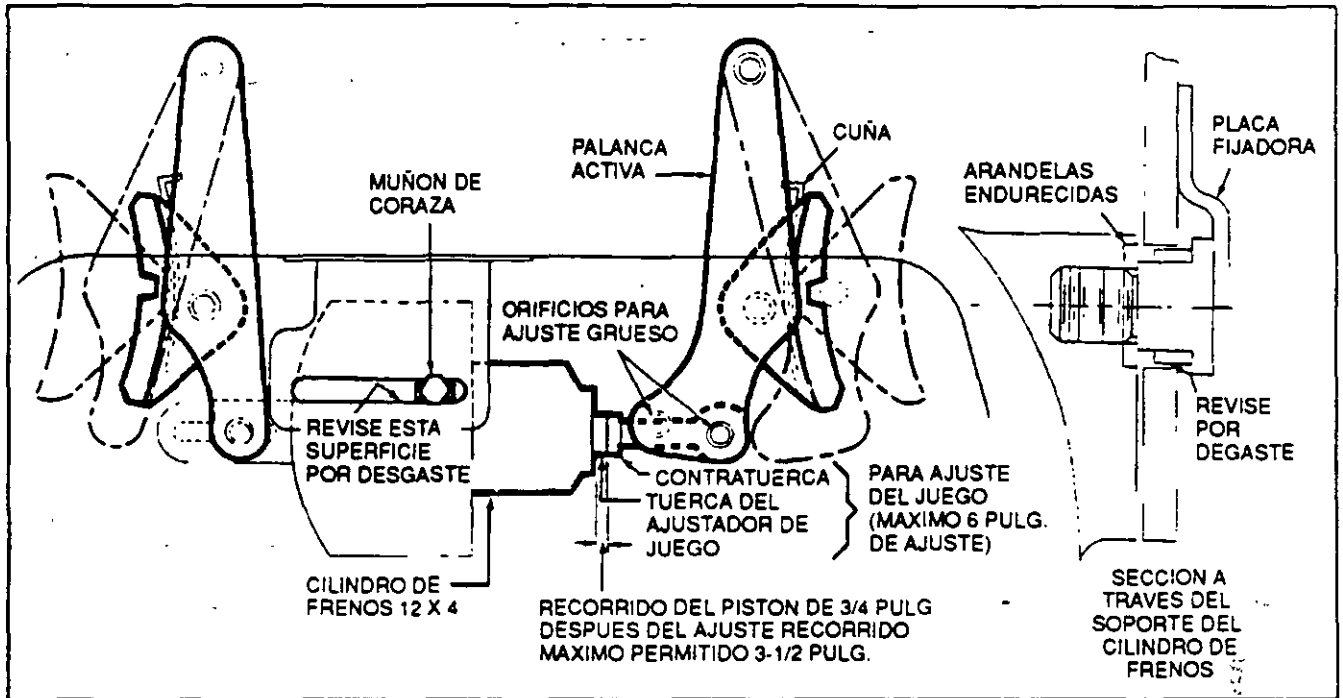 MUÑON DE
CORAZA
PALANCA
ACTIVA
CUÑA
ARANDELAS
ENDURECIDAS
PLACA
FIJADORA
ORIFICIOS PARA
AJUSTE GRUESO
REVISE ESTA
SUPERFICIE
POR DESGASTE
CONTRATUERCA
TUERCA DEL
AJUSTADOR DE
JUEGO
PARA AJUSTE
DEL JUEGO
(MAXIMO 6 PULG.
DE AJUSTE)
REVISE
POR
DEGASTE
CILINDRO DE
FRENOS 12 X 4
RECORRIDO DEL PISTON DE 3/4 PULG
DESPUES DEL AJUSTE RECORRIDO
MAXIMO PERMITIDO 3-1/2 PULG.
SECCION A
TRAVES DEL
SOPORTE DEL
CILINDRO DE
FRENOS